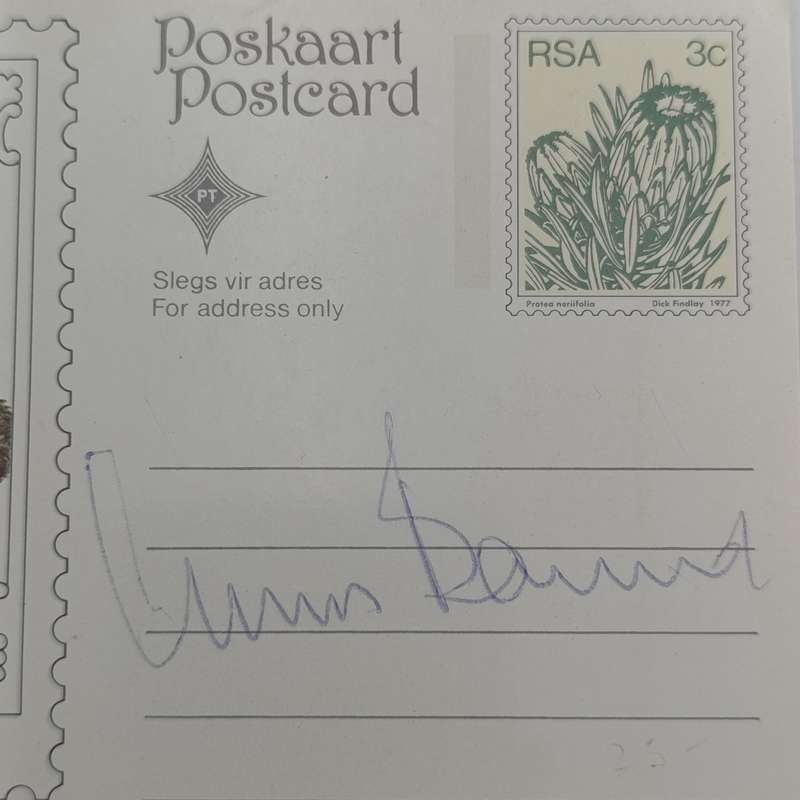 Poskaart
Postcard
RSA 3c
PT
Slegs vir adres
For address only
Protea neriifolia Dick Findlay 1977